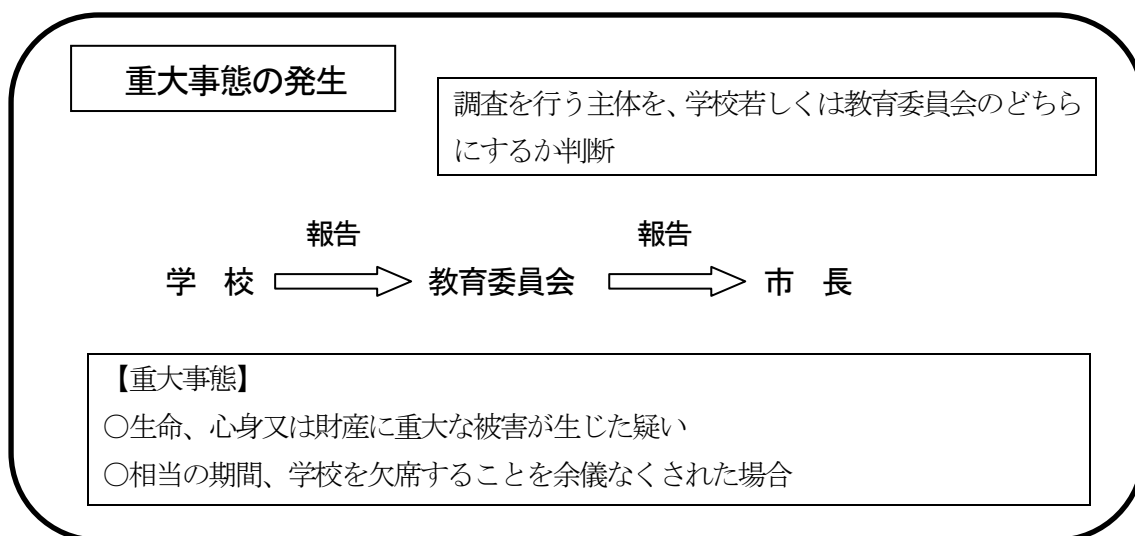 重大事態の発生
調査を行う主体を、学校若しくは教育委員会のどちら
にするか判断
報告 報告
学 校 教育委員会 市 長
【重大事態】
○生命、心身又は財産に重大な被害が生じた疑い
○相当の期間、学校を欠席することを余儀なくされた場合